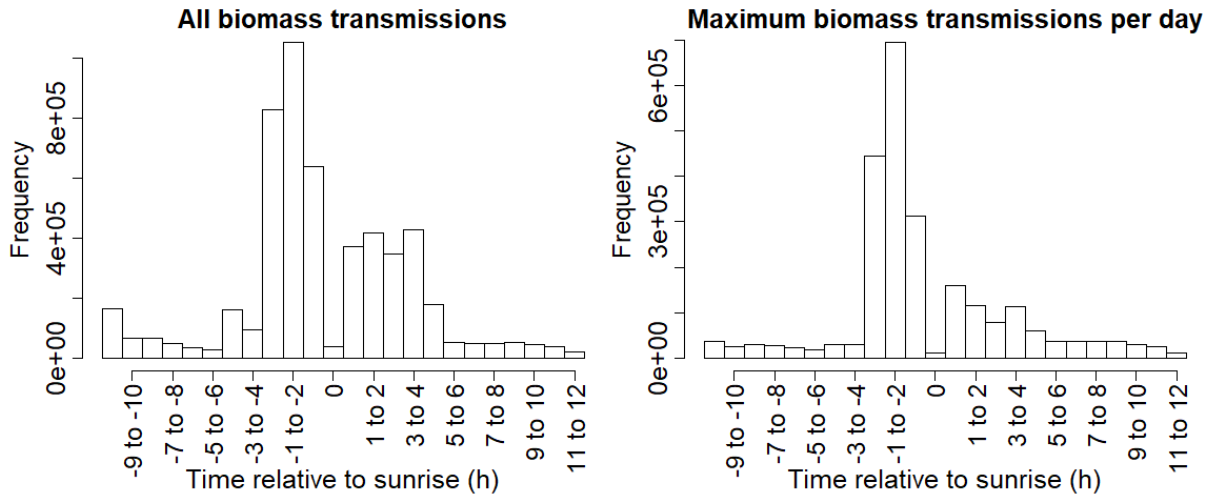 All biomass transmissions
Frequency
0e+00
4e+05
8e+05
-9 to -10
-7 to -8
-5 to -6
-3 to -4
-1 to -2
0
1 to 2
3 to 4
5 to 6
7 to 8
9 to 10
11 to 12
Time relative to sunrise (h)
Maximum biomass transmissions per day
Frequency
0e+00
3e+05
6e+05
-9 to -10
-7 to -8
-5 to -6
-3 to -4
-1 to -2
0
1 to 2
3 to 4
5 to 6
7 to 8
9 to 10
11 to 12
Time relative to sunrise (h)